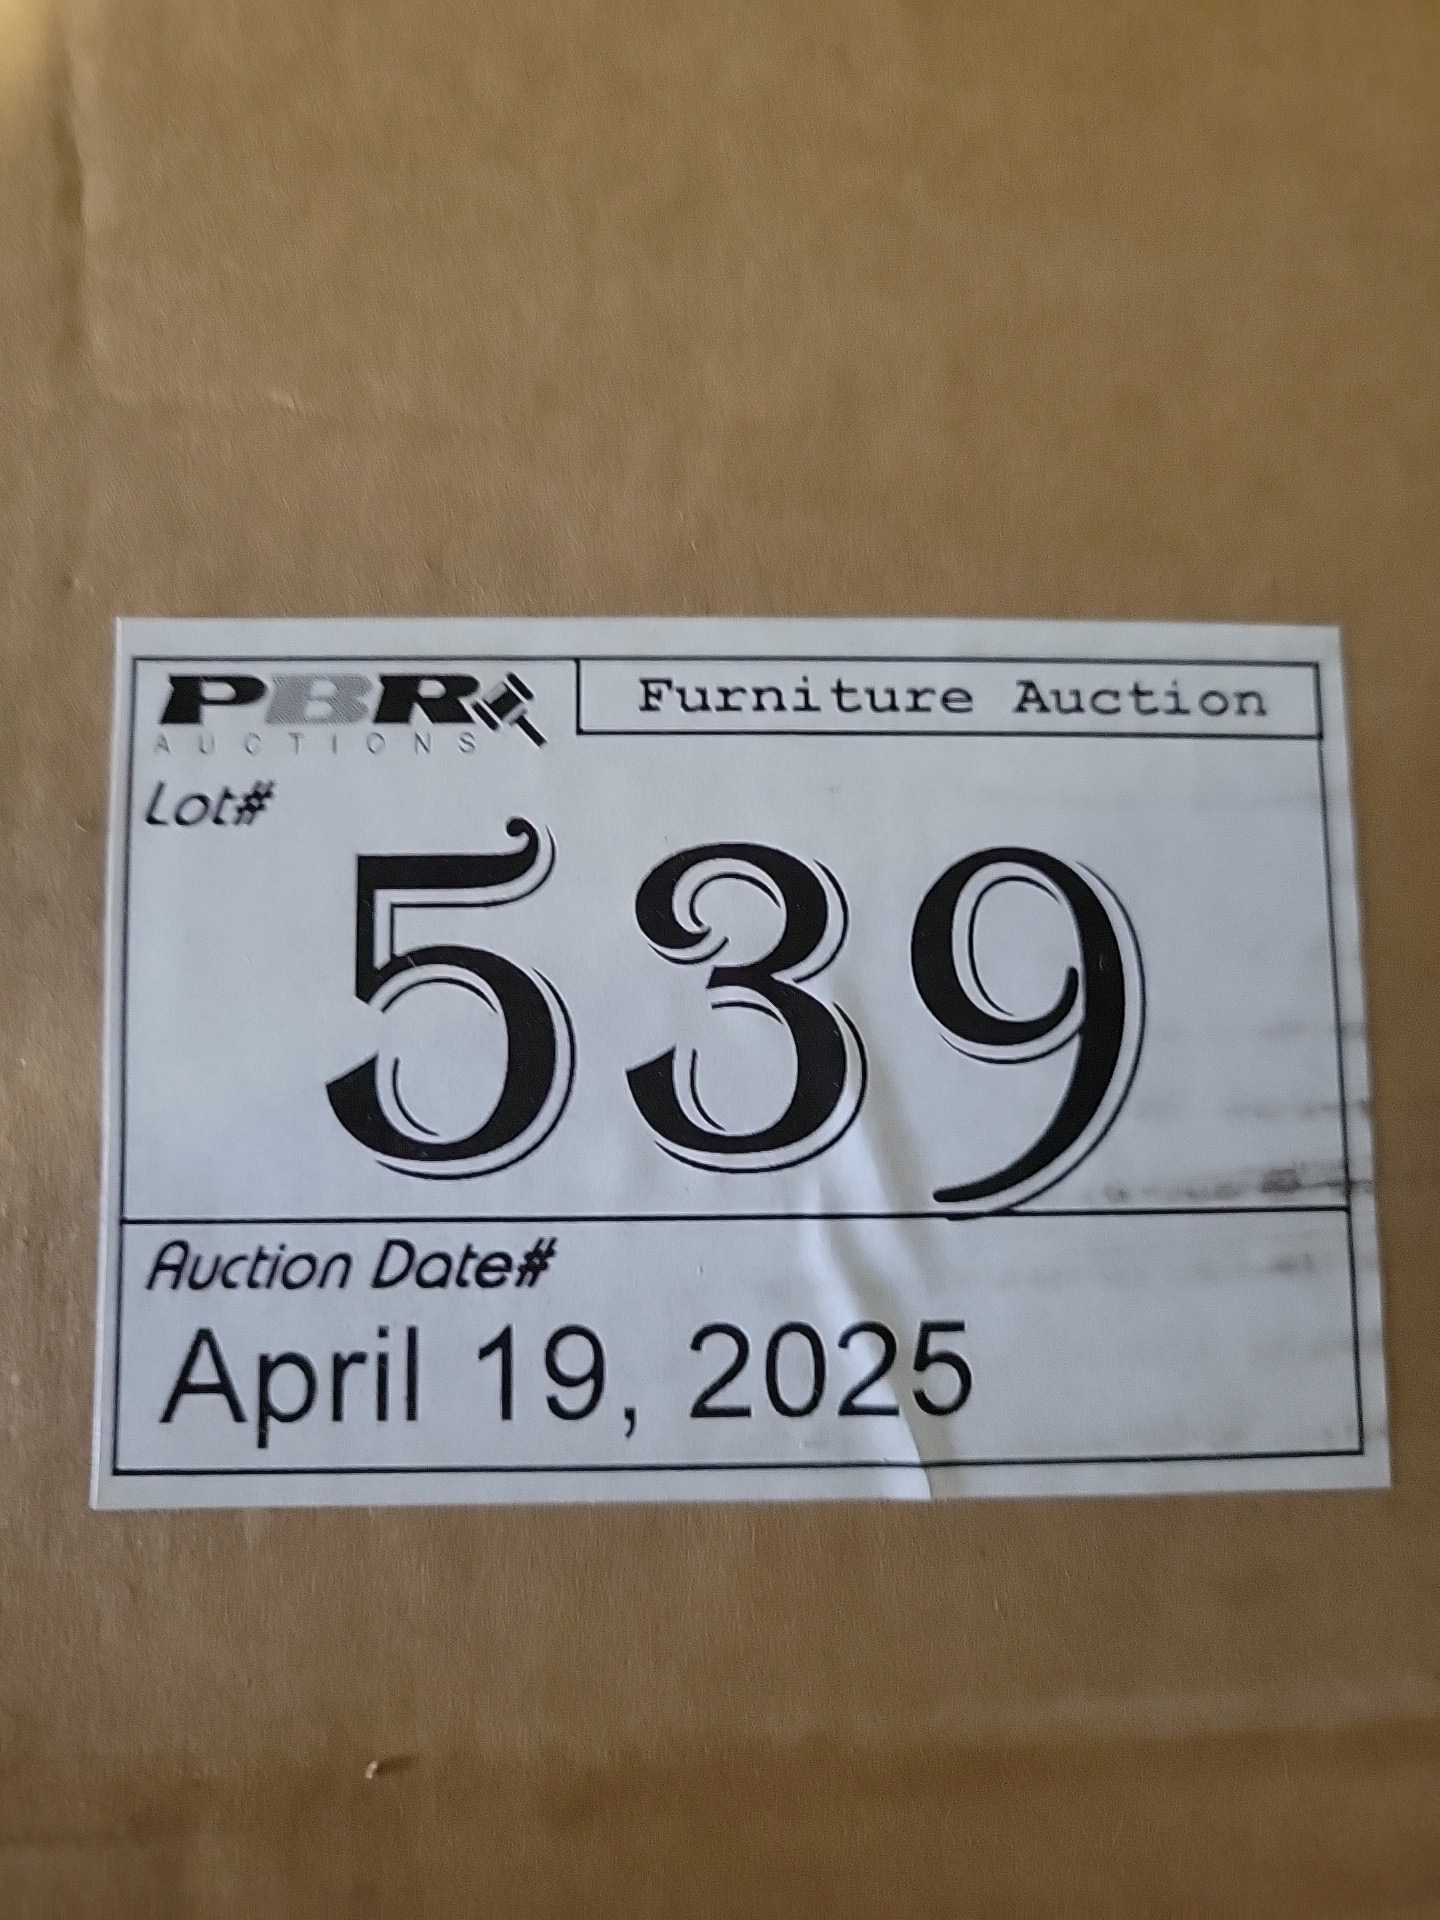 PBR
AUCTIONS
Furniture Auction
Lot#
539
Auction Date#
April 19, 2025